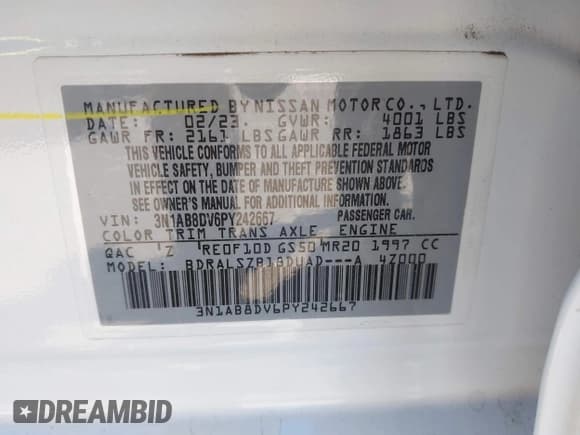 MANUFACTURED BY NISSAN MOTOR CO., LTD.
DATE: 02/23. GVWR: 4001 LBS
GAWR FR: 2161 LBS GAWR RR: 1863 LBS
THIS VEHICLE CONFORMS TO ALL APPLICABLE FEDERAL MOTOR
VEHICLE SAFETY, BUMPER AND THEFT PREVENTION STANDARDS
IN EFFECT ON THE DATE OF MANUFACTURE SHOWN ABOVE.
SEE OWNER'S MANUAL FOR ADDITIONAL INFORMATION.
VIN: 3N1AB8DV6PY242667 PASSENGER CAR.
COLOR TRIM TRANS AXLE ENGINE
QAC Z RE0F10D GS50 MR20 1997 CC
MODEL: BDRALSZB18DUAD---A 47000
3N1AB8DV6PY242667
DREAMBID